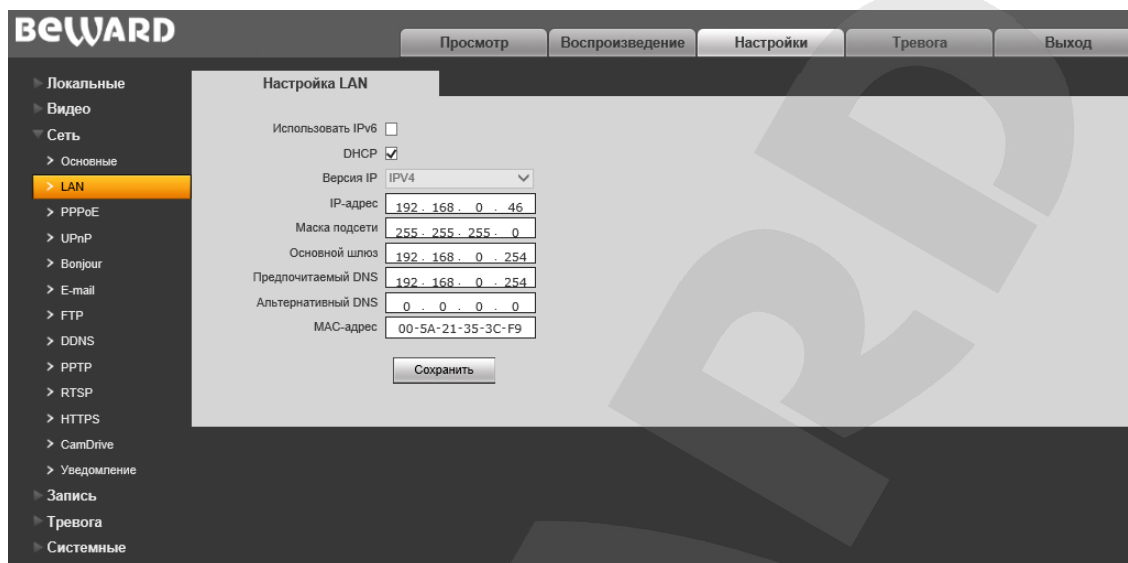 BEWARD
Просмотр Воспроизведение Настройки Тревога Выход
Локальные
Видео
Сеть
Основные
LAN
PPPoE
UPnP
Bonjour
E-mail
FTP
DDNS
PPTP
RTSP
HTTPS
CamDrive
Уведомление
Запись
Тревога
Системные
Настройка LAN
Использовать IPv6
DHCP
Версия IP IPV4
IP-адрес 192 . 168 . 0 . 46
Маска подсети 255 . 255 . 255 . 0
Основной шлюз 192 . 168 . 0 . 254
Предпочитаемый DNS 192 . 168 . 0 . 254
Альтернативный DNS 0 . 0 . 0 . 0
MAC-адрес 00-5A-21-35-3C-F9
Сохранить